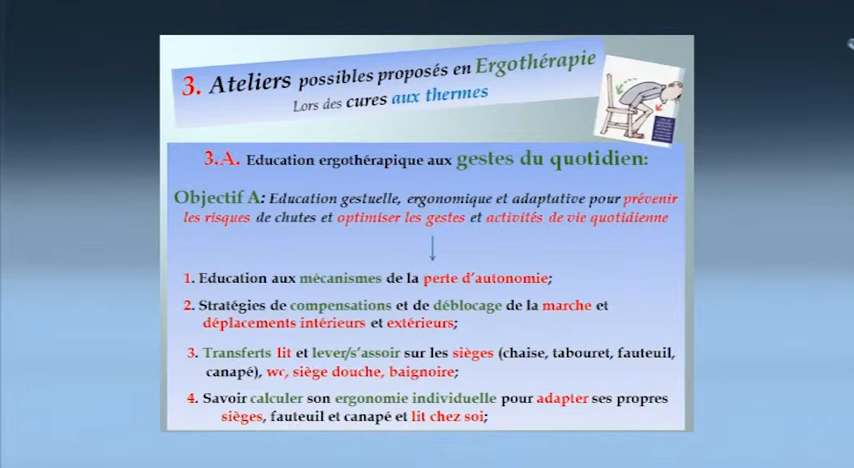 3. Ateliers possibles proposés en Ergothérapie
Lors des cures aux thermes
3.A. Education ergothérapique aux gestes du quotidien:
Objectif A: Education gestuelle, ergonomique et adaptative pour prévenir
les risques de chutes et optimiser les gestes et activités de vie quotidienne
1. Education aux mécanismes de la perte d'autonomie;
2. Stratégies de compensations et de déblocage de la marche et
déplacements intérieurs et extérieurs;
3. Transferts lit et lever/s'assoir sur les sièges (chaise, tabouret, fauteuil,
canapé), wc, siège douche, baignoire;
4. Savoir calculer son ergonomie individuelle pour adapter ses propres
sièges, fauteuil et canapé et lit chez soi;